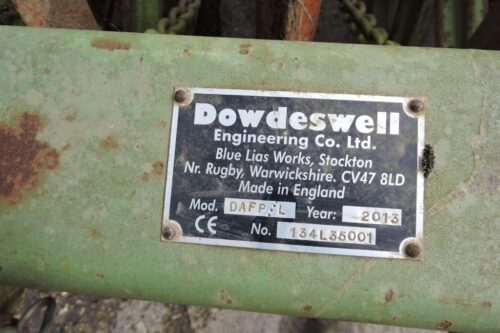 Dowdeswell
Engineering Co. Ltd.
Blue Lias Works, Stockton
Nr. Rugby, Warwickshire. CV47 8LD
Made in England
Mod. Year: 2013
CE No. 134L35001